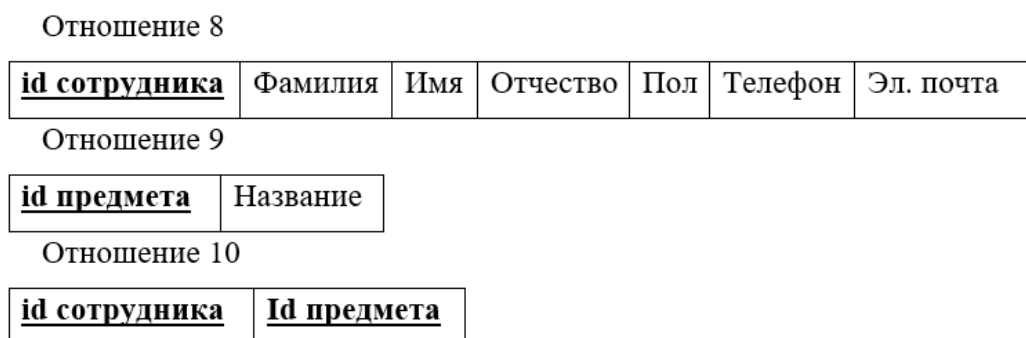 Отношение 8
id сотрудника Фамилия Имя Отчество Пол Телефон Эл. почта
Отношение 9
id предмета Название
Отношение 10
id сотрудника Id предмета